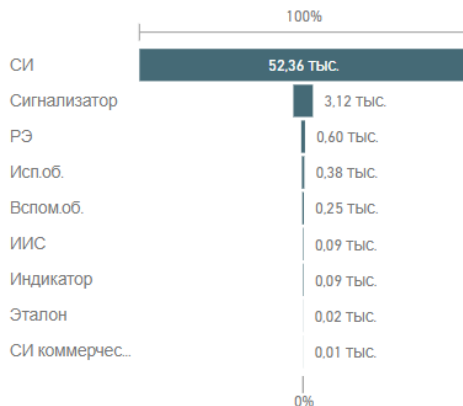 100%
СИ 52,36 ТЫС.
Сигнализатор 3,12 ТЫС.
РЭ 0,60 ТЫС.
Исп.об. 0,38 ТЫС.
Вспом.об. 0,25 ТЫС.
ИИС 0,09 ТЫС.
Индикатор 0,09 ТЫС.
Эталон 0,02 ТЫС.
СИ коммерчес... 0,01 ТЫС.
0%